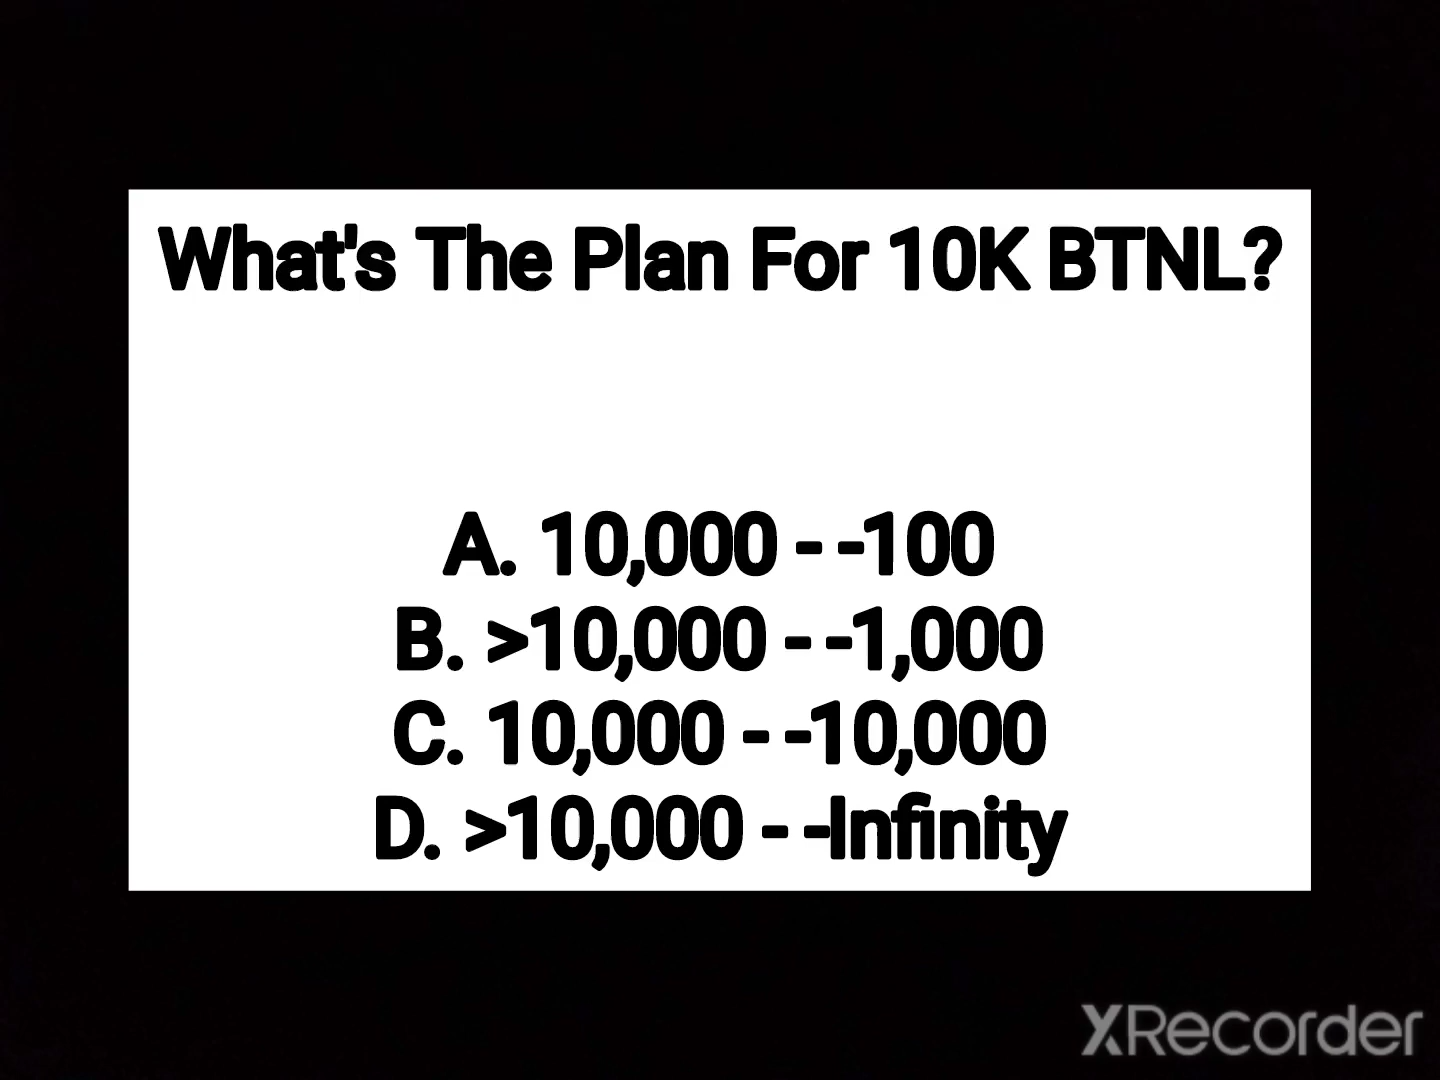 What's The Plan For 10K BTNL?
A. 10,000 - -100
B. >10,000 - -1,000
C. 10,000 - -10,000
D. >10,000 - -Infinity
XRecorder